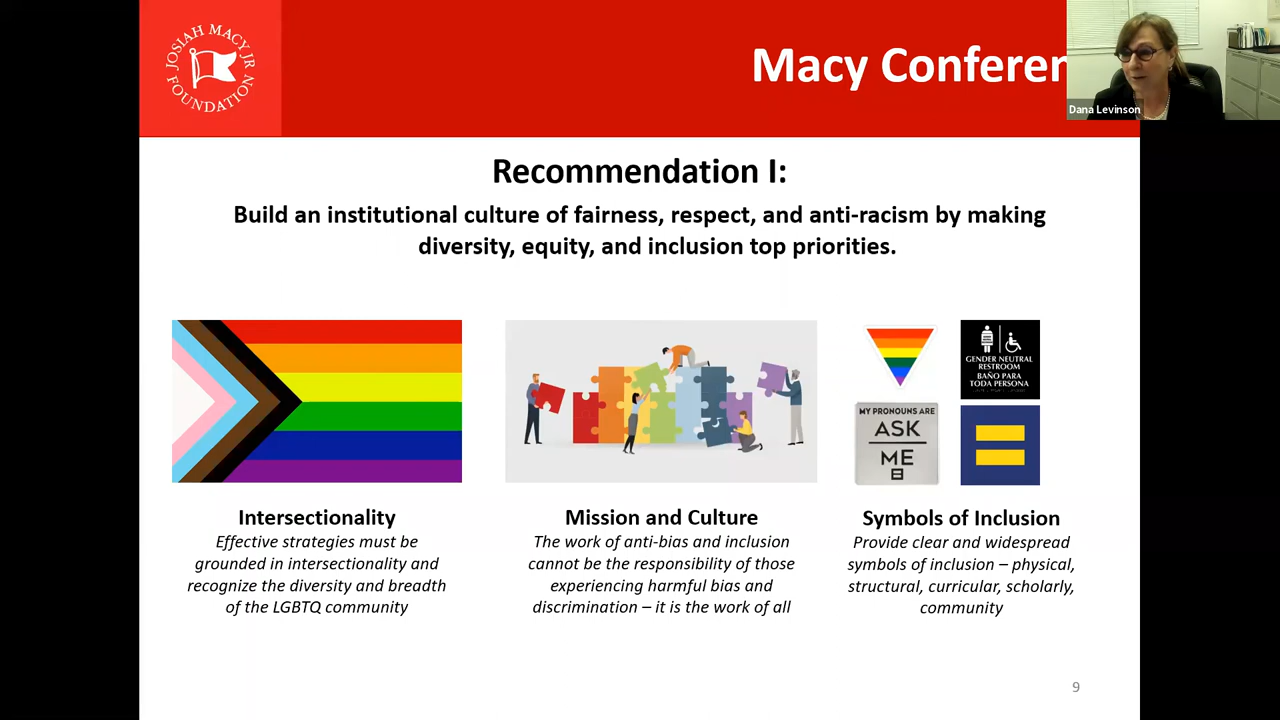 JOSIAH MACY JR
FOUNDATION
Macy Conferen
Dana Levinson
Recommendation I:
Build an institutional culture of fairness, respect, and anti-racism by making
diversity, equity, and inclusion top priorities.
GENDER NEUTRAL
RESTROOM
BAÑO PARA
TODA PERSONA
MY PRONOUNS ARE
ASK
ME
Intersectionality
Effective strategies must be
grounded in intersectionality and
recognize the diversity and breadth
of the LGBTQ community
Mission and Culture
The work of anti-bias and inclusion
cannot be the responsibility of those
experiencing harmful bias and
discrimination – it is the work of all
Symbols of Inclusion
Provide clear and widespread
symbols of inclusion – physical,
structural, curricular, scholarly,
community
9